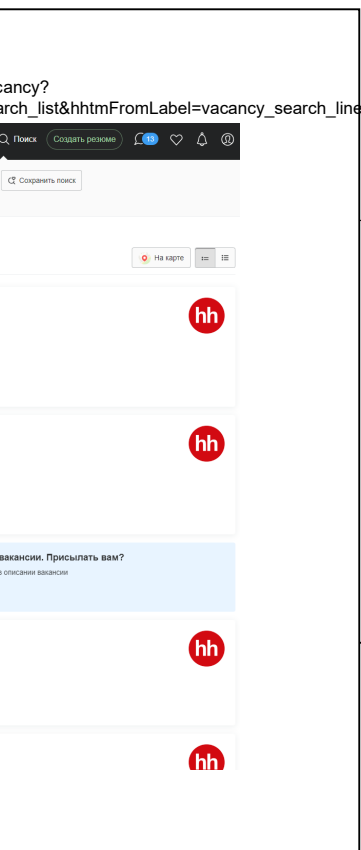 cancy?
arch_list&hhtmFromLabel=vacancy_search_line
Поиск Создать резюме 13
Сохранить поиск
На карте
hh
hh
вакансии. Присылать вам?
в описании вакансии
hh
hh